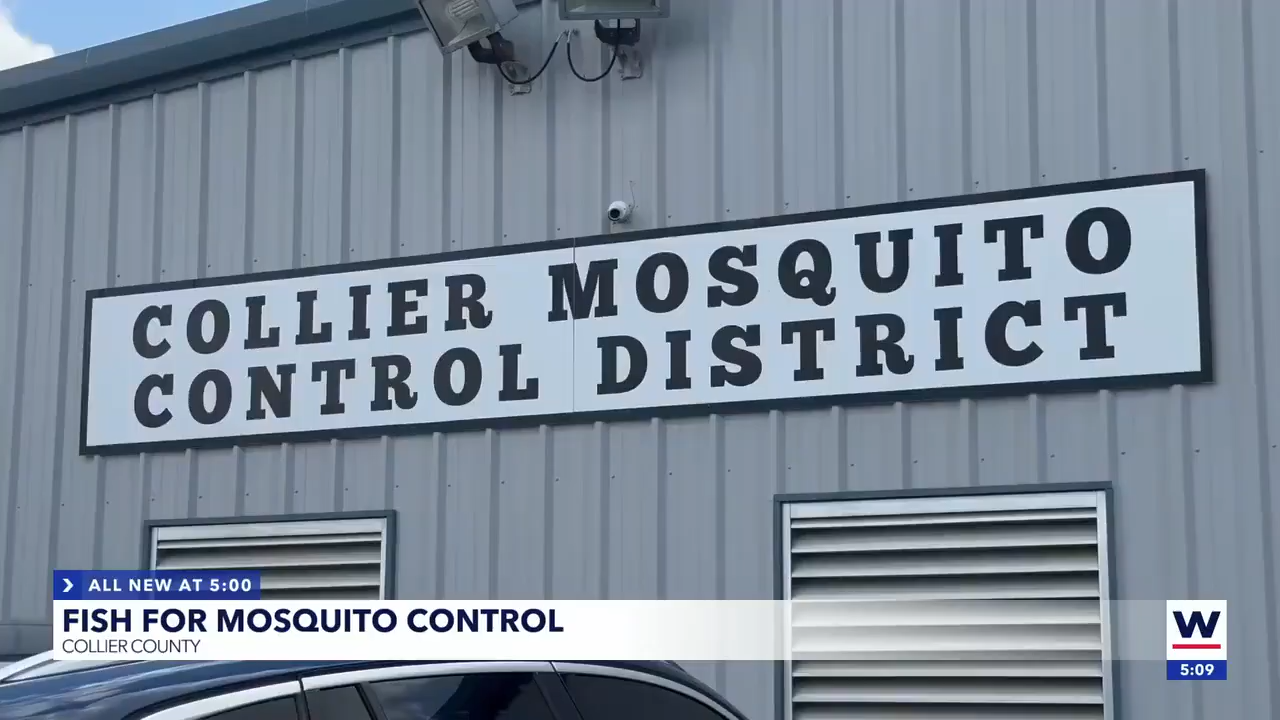 COLLIER MOSQUITO
CONTROL DISTRICT
ALL NEW AT 5:00
FISH FOR MOSQUITO CONTROL
COLLIER COUNTY
W
5:09